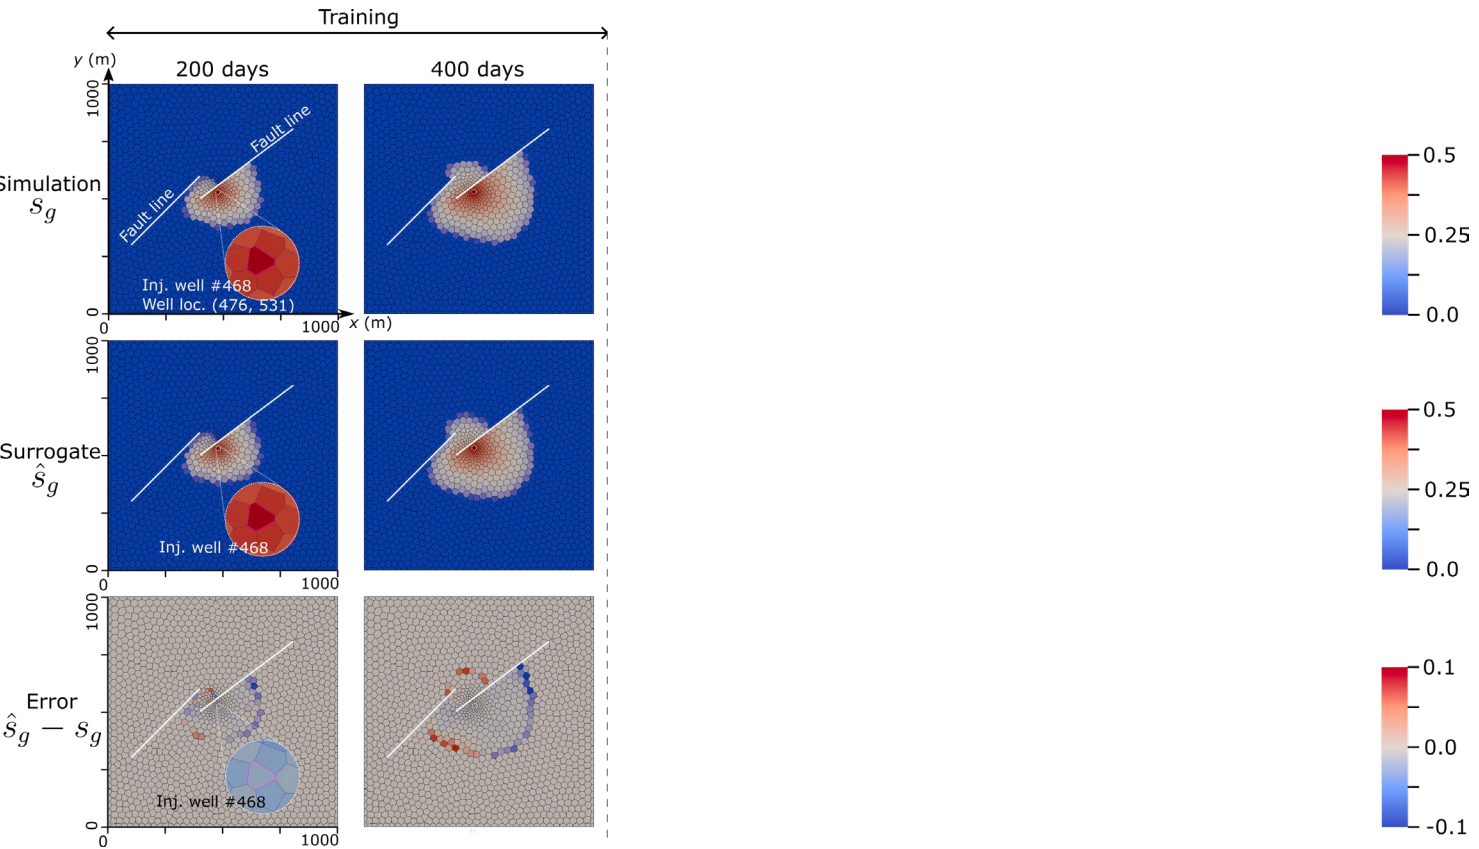 Training
y (m)
200 days
400 days
1000
Fault line
Fault line
Simulation
s_g
Inj. well #468
Well loc. (476, 531)
0
0
1000
x (m)
0.5
0.25
0.0
1000
Surrogate
ŝ_g
Inj. well #468
0
0
1000
0.5
0.25
0.0
1000
Error
ŝ_g − s_g
Inj. well #468
0
0
1000
0.1
0.0
-0.1